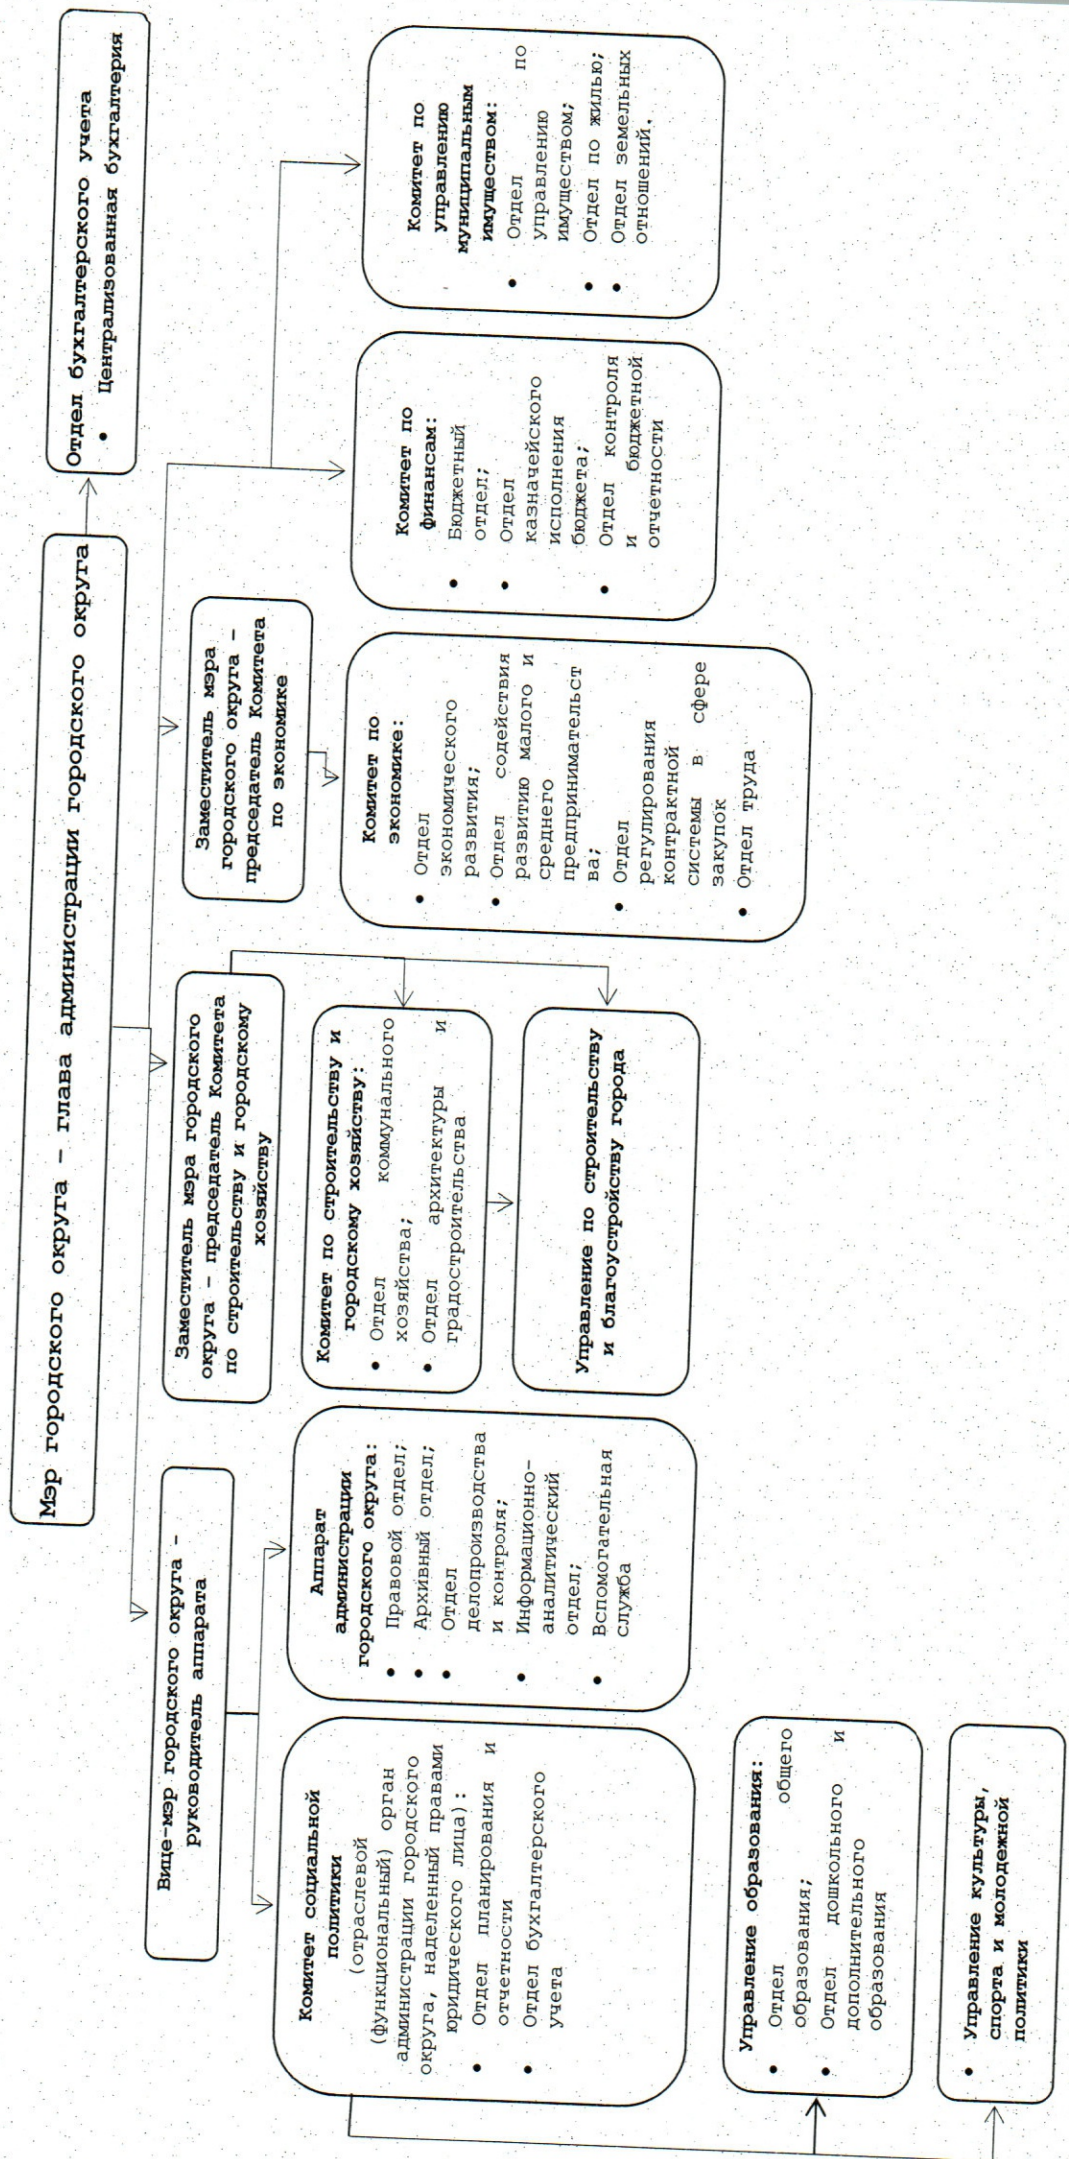 Мэр городского округа – глава администрации городского округа
Отдел бухгалтерского учета
• Централизованная бухгалтерия
Вице-мэр городского округа –
руководитель аппарата
Заместитель мэра городского
округа – председатель Комитета
по строительству и городскому
хозяйству
Заместитель мэра
городского округа –
председатель Комитета
по экономике
Комитет социальной
политики
(отраслевой
(функциональный) орган
администрации городского
округа, наделенный правами
юридического лица):
• Отдел планирования и
отчетности
• Отдел бухгалтерского
учета
Аппарат
администрации
городского округа:
• Правовой отдел;
• Архивный отдел;
• Отдел
делопроизводства
и контроля;
• Информационно-
аналитический
отдел;
• Вспомогательная
служба
Комитет по строительству и
городскому хозяйству:
• Отдел коммунального
хозяйства;
• Отдел архитектуры и
градостроительства
Управление по строительству
и благоустройству города
Комитет по
экономике:
• Отдел
экономического
развития;
• отдел содействия
развитию малого и
среднего
предпринимательст
ва;
• Отдел
регулирования
контрактной
системы в сфере
закупок
• Отдел труда
Комитет по
финансам:
• Бюджетный
отдел;
• Отдел
казначейского
исполнения
бюджета;
• Отдел контроля
и бюджетной
отчетности
Комитет по
управлению
муниципальным
имуществом:
• Отдел по
управлению
имуществом;
• Отдел по жилью;
• Отдел земельных
отношений.
Управление образования:
• Отдел общего
образования;
• Отдел дошкольного и
дополнительного
образования
• Управление культуры,
спорта и молодежной
политики